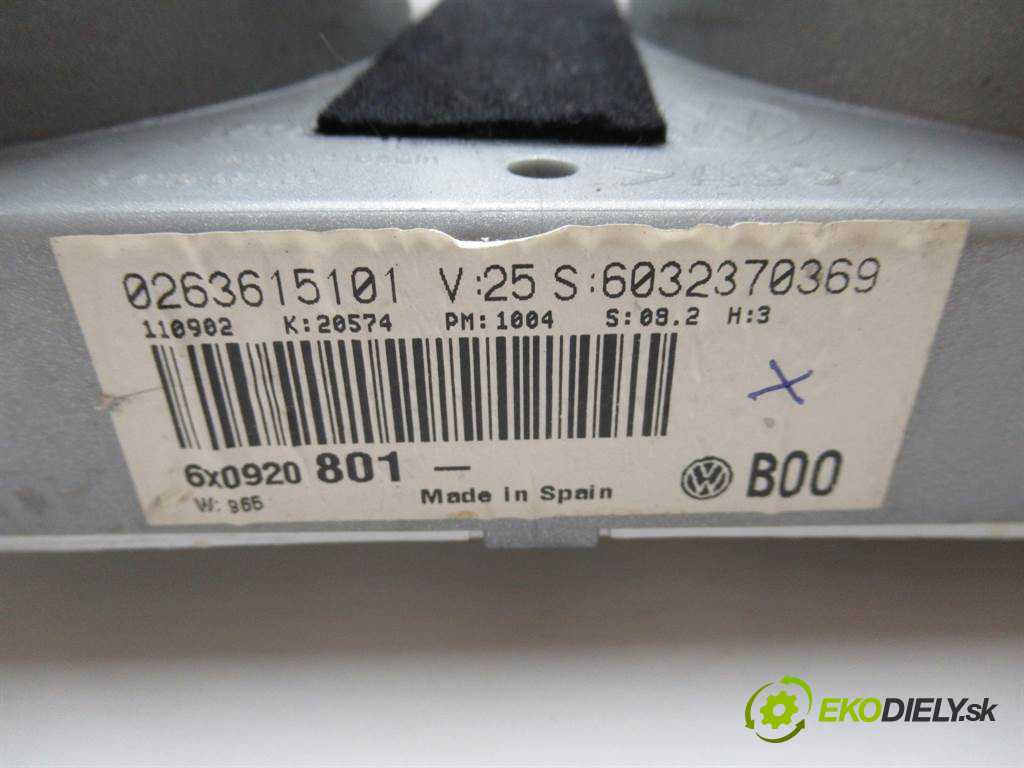 0263615101 V:25 S:6032370369
110902 K:20574 PM:1004 S:08.2 H:3
X
6x0920 801 –
B00
W: 965
Made in Spain
EKODIELY.sk